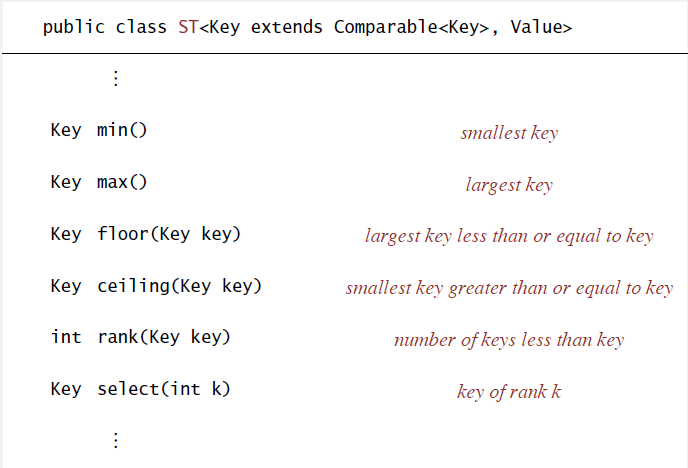 public class ST<Key extends Comparable<Key>, Value>
⋮
Key min() smallest key
Key max() largest key
Key floor(Key key) largest key less than or equal to key
Key ceiling(Key key) smallest key greater than or equal to key
int rank(Key key) number of keys less than key
Key select(int k) key of rank k
⋮